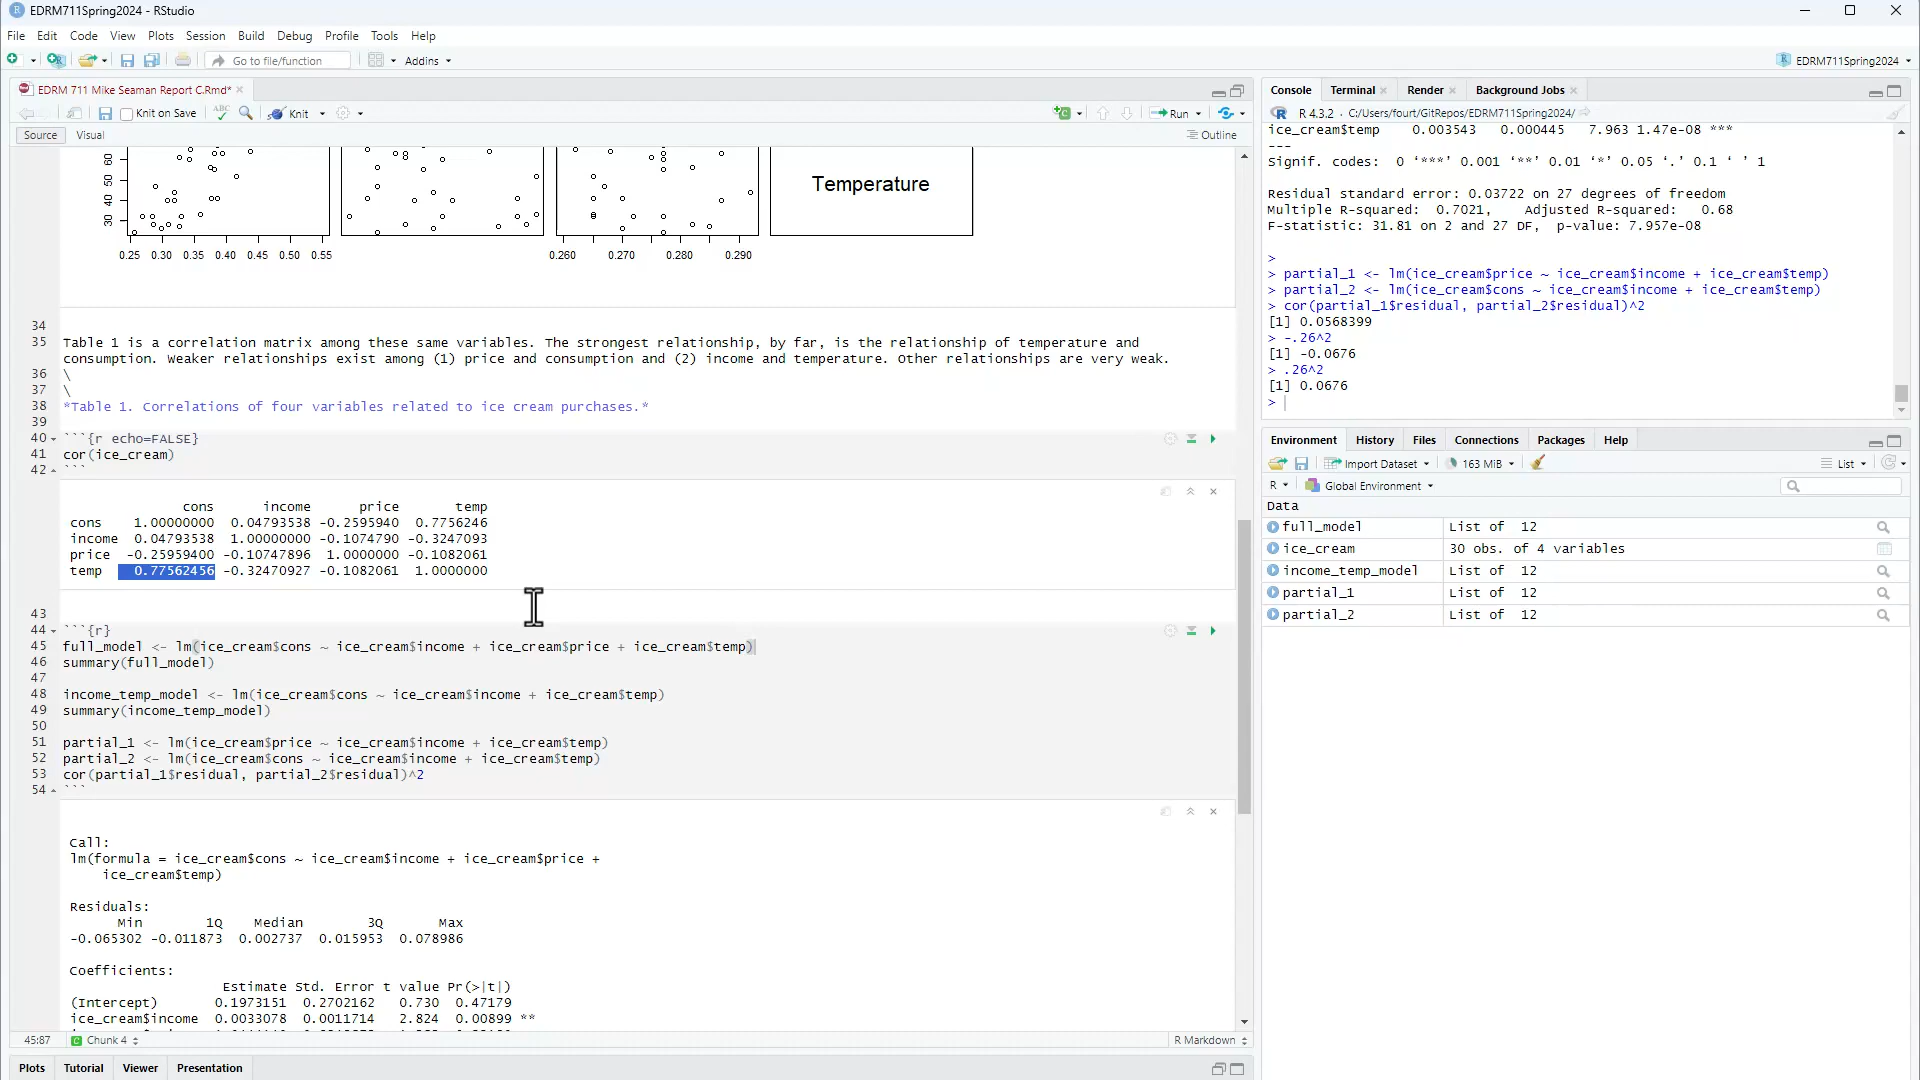 EDRM711Spring2024 - RStudio
File Edit Code View Plots Session Build Debug Profile Tools Help
Go to file/function Addins EDRM711Spring2024
EDRM 711 Mike Seaman Report C.Rmd*
Knit on Save ABC Knit Run
Source Visual Outline
30 40 50 60
Temperature
0.25 0.30 0.35 0.40 0.45 0.50 0.55 0.260 0.270 0.280 0.290
34
35 Table 1 is a correlation matrix among these same variables. The strongest relationship, by far, is the relationship of temperature and
consumption. Weaker relationships exist among (1) price and consumption and (2) income and temperature. Other relationships are very weak.
36 \
37 \
38 *Table 1. Correlations of four variables related to ice cream purchases.*
39
40 ```{r echo=FALSE}
41 cor(ice_cream)
42 ```
cons income price temp
cons 1.00000000 0.04793538 -0.2595940 0.7756246
income 0.04793538 1.00000000 -0.1074790 -0.3247093
price -0.25959400 -0.10747896 1.0000000 -0.1082061
temp 0.77562456 -0.32470927 -0.1082061 1.0000000
43
44 ```{r}
45 full_model <- lm(ice_cream$cons ~ ice_cream$income + ice_cream$price + ice_cream$temp)
46 summary(full_model)
47
48 income_temp_model <- lm(ice_cream$cons ~ ice_cream$income + ice_cream$temp)
49 summary(income_temp_model)
50
51 partial_1 <- lm(ice_cream$price ~ ice_cream$income + ice_cream$temp)
52 partial_2 <- lm(ice_cream$cons ~ ice_cream$income + ice_cream$temp)
53 cor(partial_1$residual, partial_2$residual)^2
54 ```
Call:
lm(formula = ice_cream$cons ~ ice_cream$income + ice_cream$price +
ice_cream$temp)
Residuals:
Min 1Q Median 3Q Max
-0.065302 -0.011873 0.002737 0.015953 0.078986
Coefficients:
Estimate Std. Error t value Pr(>|t|)
(Intercept) 0.1973151 0.2702162 0.730 0.47179
ice_cream$income 0.0033078 0.0011714 2.824 0.00899 **
45:87 Chunk 4 R Markdown
Plots Tutorial Viewer Presentation
Console Terminal Render Background Jobs
R 4.3.2 · C:/Users/fourt/GitRepos/EDRM711Spring2024/
ice_cream$temp 0.003543 0.000445 7.963 1.47e-08 ***
---
Signif. codes: 0 ‘***’ 0.001 ‘**’ 0.01 ‘*’ 0.05 ‘.’ 0.1 ‘ ’ 1
Residual standard error: 0.03722 on 27 degrees of freedom
Multiple R-squared: 0.7021, Adjusted R-squared: 0.68
F-statistic: 31.81 on 2 and 27 DF, p-value: 7.957e-08
>
> partial_1 <- lm(ice_cream$price ~ ice_cream$income + ice_cream$temp)
> partial_2 <- lm(ice_cream$cons ~ ice_cream$income + ice_cream$temp)
> cor(partial_1$residual, partial_2$residual)^2
[1] 0.0568399
> -.26^2
[1] -0.0676
> .26^2
[1] 0.0676
>
Environment History Files Connections Packages Help
Import Dataset 163 MiB List
R Global Environment
Data
full_model List of 12
ice_cream 30 obs. of 4 variables
income_temp_model List of 12
partial_1 List of 12
partial_2 List of 12